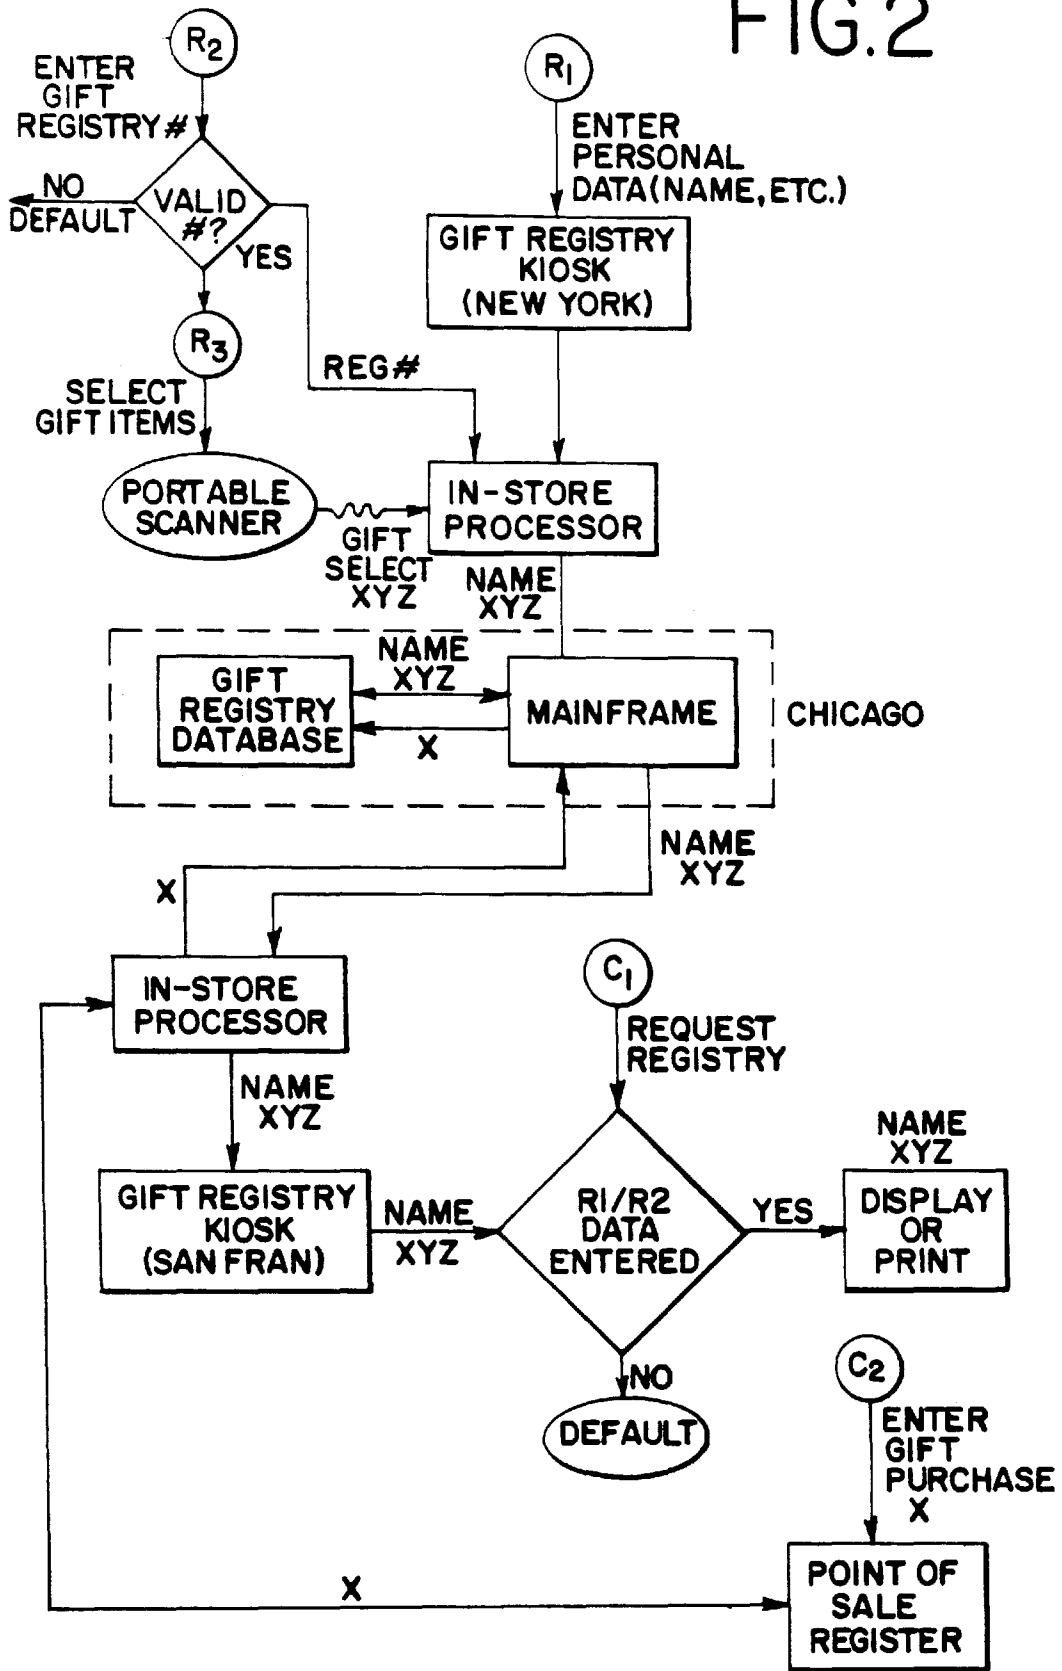 FIG.2
R2
ENTER
GIFT
REGISTRY #
VALID
#?
NO
DEFAULT
YES
R3
SELECT
GIFT ITEMS
PORTABLE
SCANNER
REG#
R1
ENTER
PERSONAL
DATA(NAME, ETC.)
GIFT REGISTRY
KIOSK
(NEW YORK)
IN-STORE
PROCESSOR
GIFT
SELECT
XYZ
NAME
XYZ
GIFT
REGISTRY
DATABASE
NAME
XYZ
X
MAINFRAME
CHICAGO
NAME
XYZ
X
IN-STORE
PROCESSOR
NAME
XYZ
GIFT REGISTRY
KIOSK
(SAN FRAN)
NAME
XYZ
C1
REQUEST
REGISTRY
R1/R2
DATA
ENTERED
YES
NAME
XYZ
DISPLAY
OR
PRINT
NO
DEFAULT
C2
ENTER
GIFT
PURCHASE
X
POINT OF
SALE
REGISTER
X